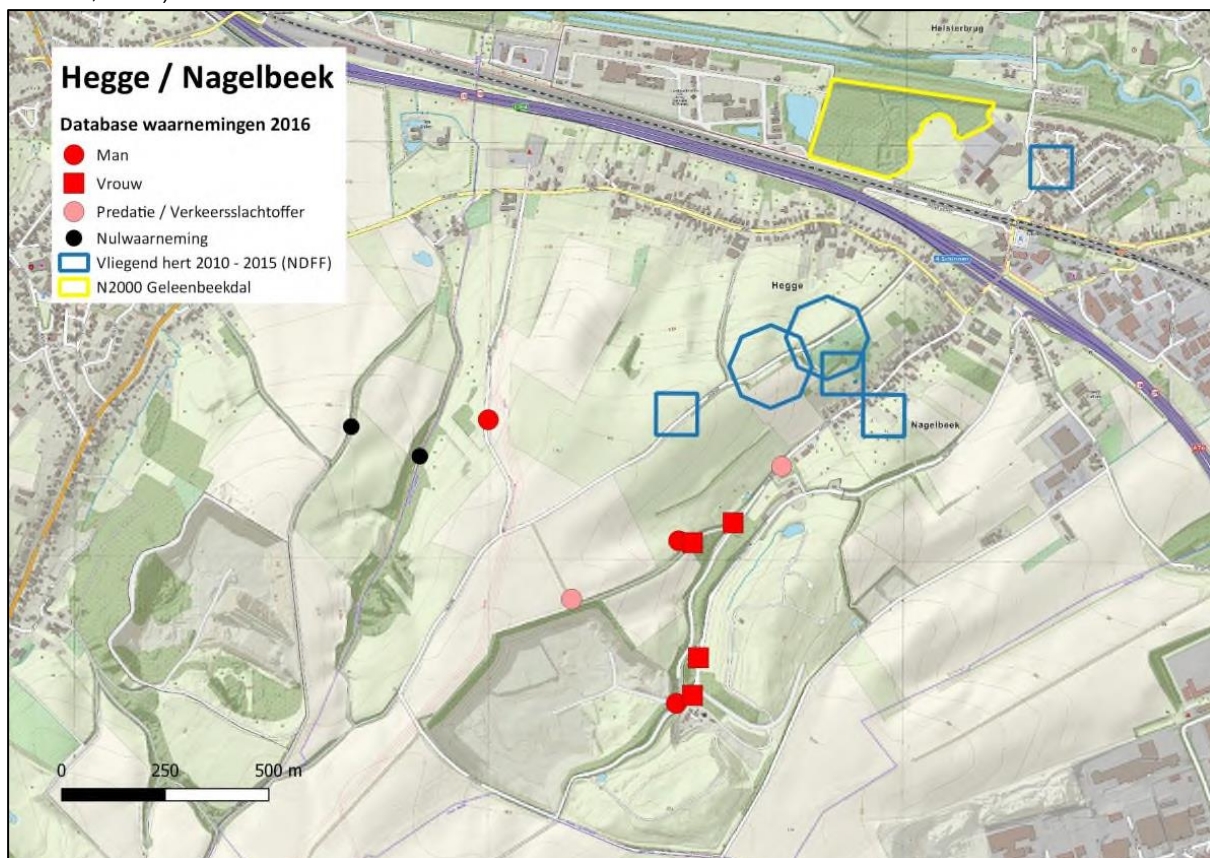 Hegge / Nagelbeek
Database waarnemingen 2016
Man
Vrouw
Predatie / Verkeersslachtoffer
Nulwaarneming
Vliegend hert 2010 - 2015 (NDFF)
N2000 Geleenbeekdal
Heisterbrug
Hegge
Nagelbeek
0 250 500 m